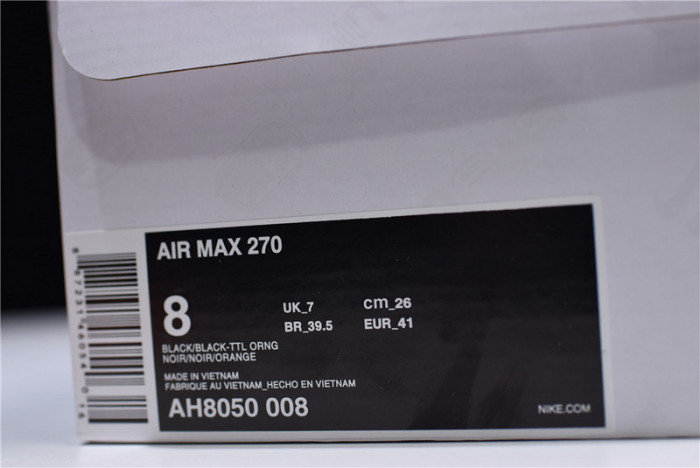 AIR MAX 270
8
UK_7 cm_26
BR_39.5 EUR_41
BLACK/BLACK-TTL ORNG
NOIR/NOIR/ORANGE
MADE IN VIETNAM
FABRIQUE AU VIETNAM_HECHO EN VIETNAM
AH8050 008
NIKE.COM